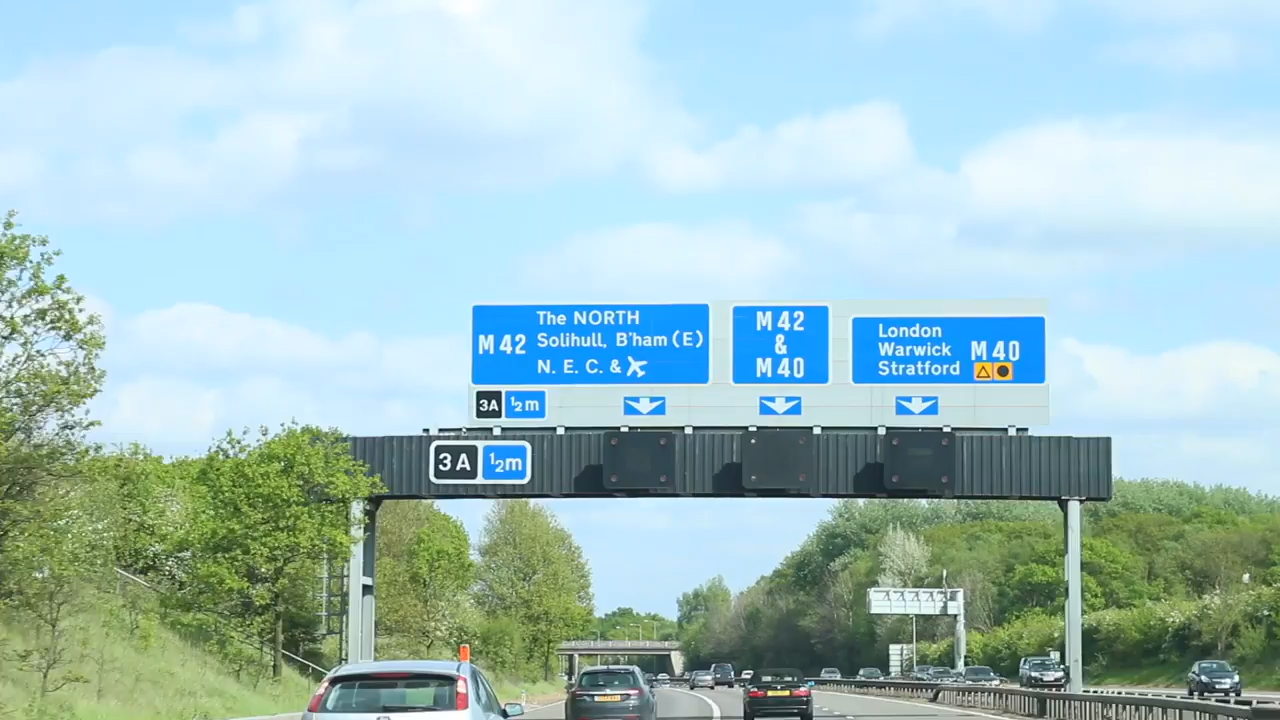 The NORTH
M42 Solihull, B'ham (E)
N. E. C. &
M42
&
M40
London
Warwick M40
Stratford
3A ½m
3A ½m